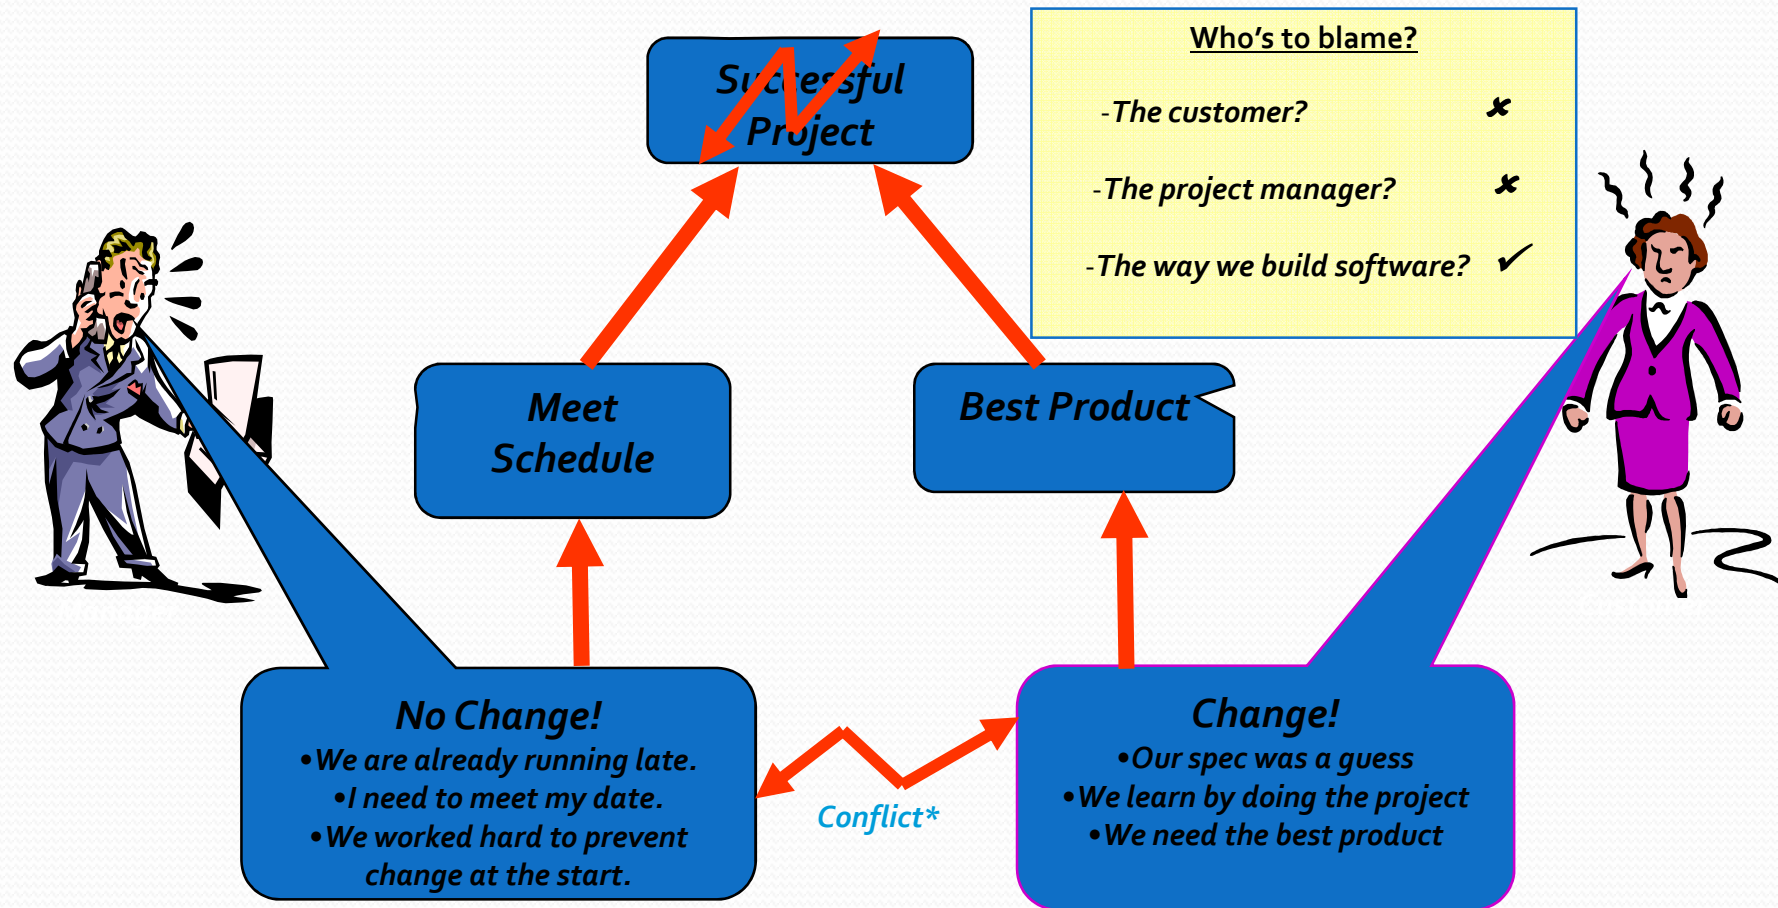 Successful
Project
Who's to blame?
-The customer? ✘
-The project manager? ✘
-The way we build software? ✓
Meet
Schedule
Best Product
No Change!
•We are already running late.
•I need to meet my date.
•We worked hard to prevent
change at the start.
Conflict*
Change!
•Our spec was a guess
•We learn by doing the project
•We need the best product